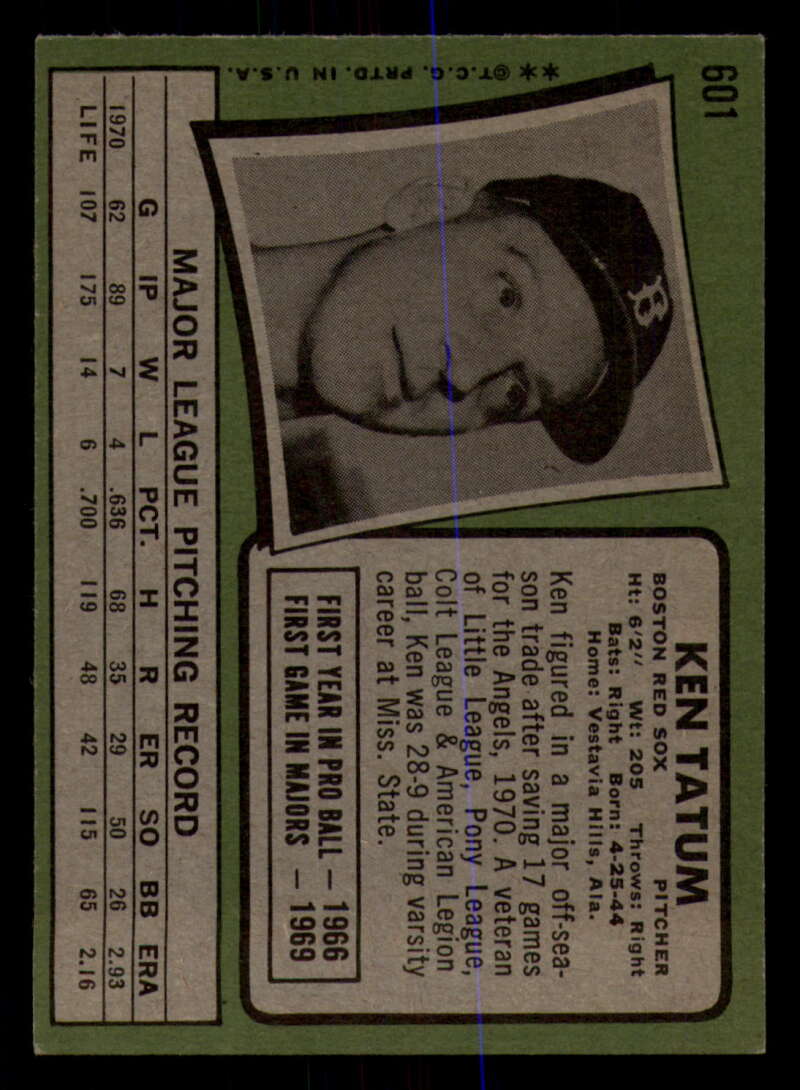 601
** ©T.C.G. PRTD. IN U.S.A.
B
KEN TATUM
BOSTON RED SOX PITCHER
Ht: 6'2" Wt: 205 Throws: Right
Bats: Right Born: 4-25-44
Home: Vestavia Hills, Ala.
Ken figured in a major off-sea-
son trade after saving 17 games
for the Angels, 1970. A veteran
of Little League, Pony League,
Colt League & American Legion
ball, Ken was 28-9 during varsity
career at Miss. State.
FIRST YEAR IN PRO BALL — 1966
FIRST GAME IN MAJORS — 1969
MAJOR LEAGUE PITCHING RECORD
G IP W L PCT. H R ER SO BB ERA
1970 62 89 7 4 .636 68 35 29 50 26 2.93
LIFE 107 175 14 6 .700 119 48 42 115 65 2.16